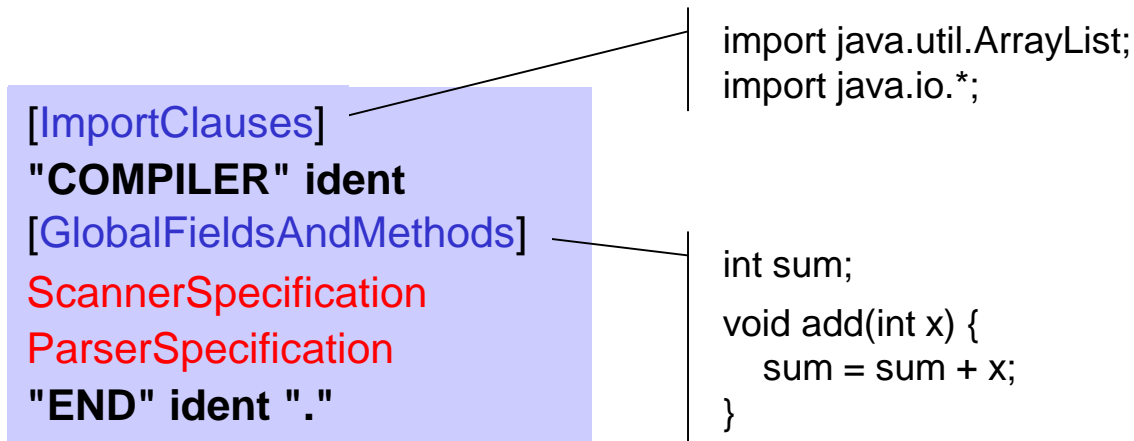 [ImportClauses]
"COMPILER" ident
[GlobalFieldsAndMethods]
ScannerSpecification
ParserSpecification
"END" ident "."
import java.util.ArrayList;
import java.io.*;
int sum;
void add(int x) {
sum = sum + x;
}